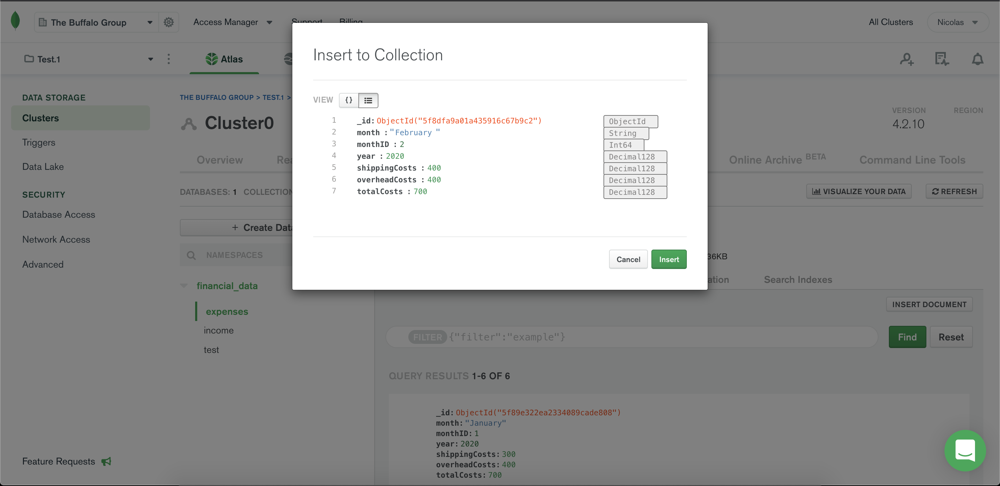 The Buffalo Group
Access Manager
Support
Billing
All Clusters
Nicolas
Test.1
Atlas
DATA STORAGE
Clusters
Triggers
Data Lake
SECURITY
Database Access
Network Access
Advanced
Feature Requests
THE BUFFALO GROUP > TEST.1 >
Cluster0
VERSION
4.2.10
REGION
Overview
Online Archive BETA
Command Line Tools
DATABASES: 1
VISUALIZE YOUR DATA
REFRESH
+ Create
NAMESPACES
financial_data
expenses
income
test
Insert to Collection
VIEW {}
1 _id: ObjectId("5f8dfa9a01a435916c67b9c2") ObjectId
2 month : "February " String
3 monthID : 2 Int64
4 year : 2020 Decimal128
5 shippingCosts : 400 Decimal128
6 overheadCosts : 400 Decimal128
7 totalCosts : 700 Decimal128
Cancel
Insert
36KB
Search Indexes
INSERT DOCUMENT
FILTER {"filter":"example"}
Find
Reset
QUERY RESULTS 1-6 OF 6
_id: ObjectId("5f89e322ea2334089cade808")
month: "January"
monthID: 1
year: 2020
shippingCosts: 300
overheadCosts: 400
totalCosts: 700